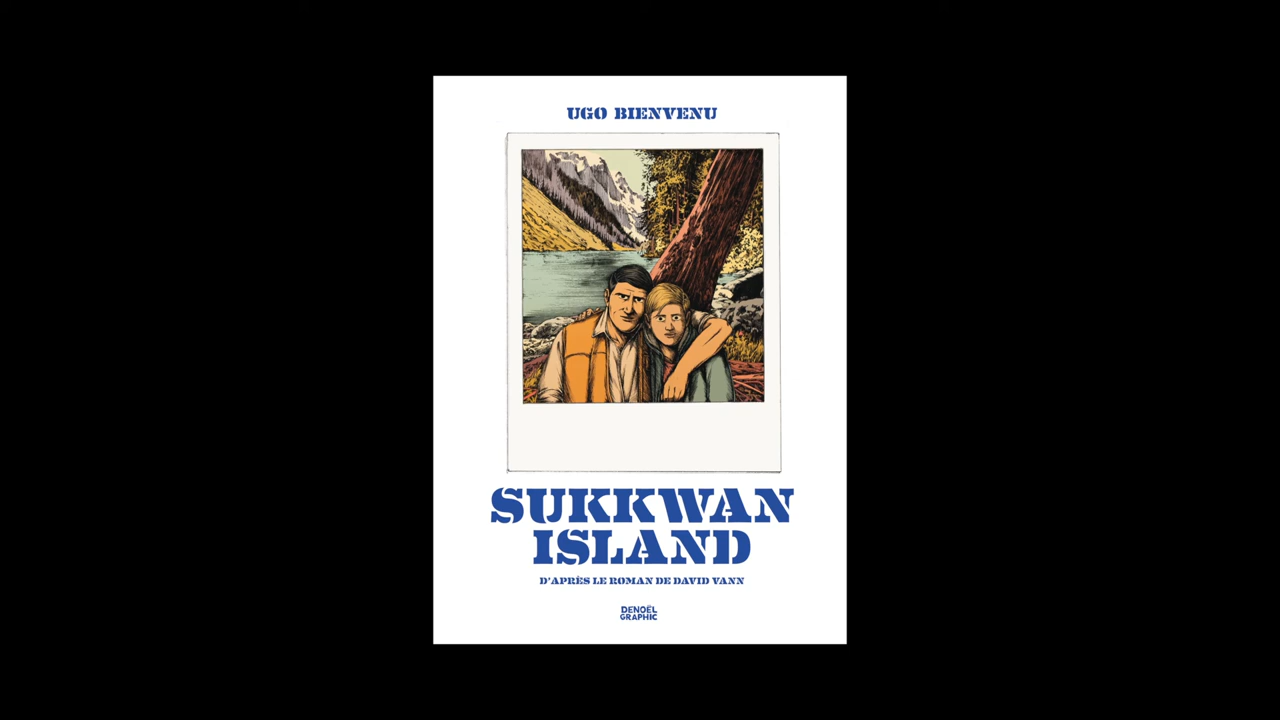 UGO BIENVENU
SUKKWAN
ISLAND
D'APRÈS LE ROMAN DE DAVID VANN
DENOËL
GRAPHIC